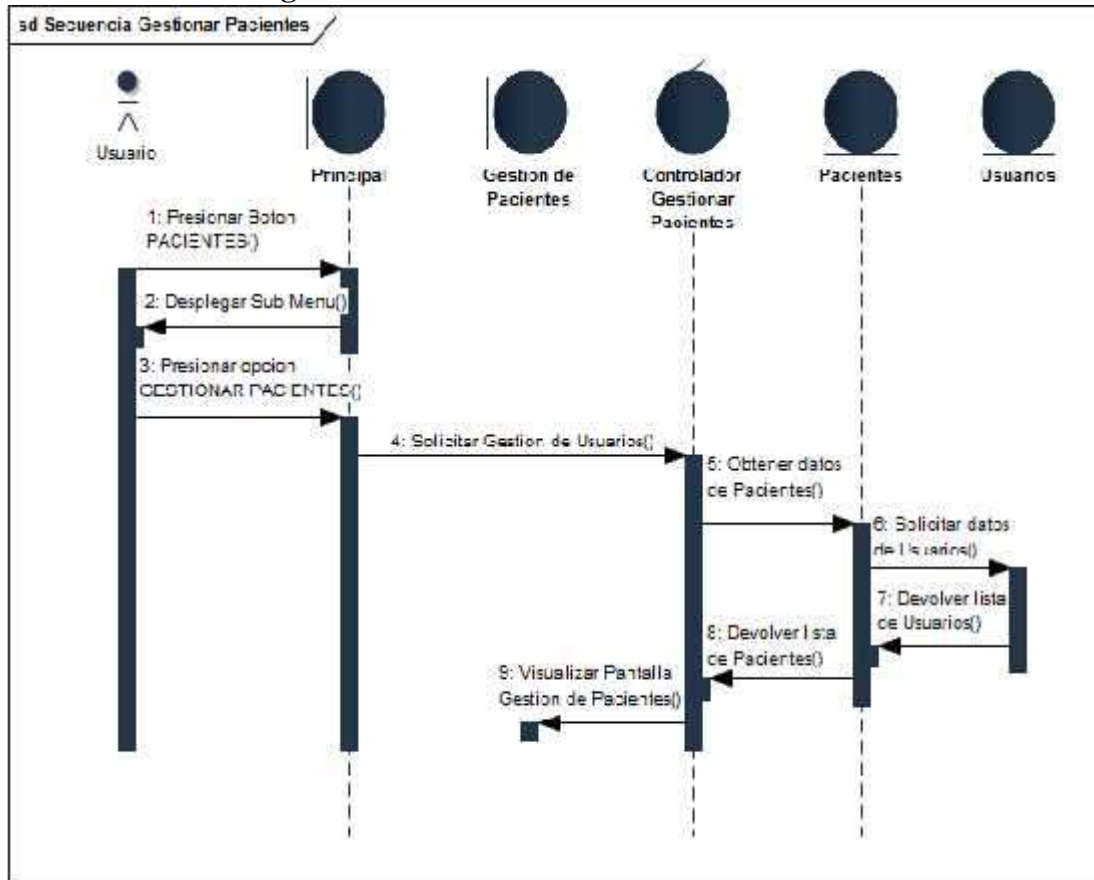 sd Secuencia Gestionar Pacientes
Usuario
Principal
Gestion de
Pacientes
Controlador
Gestionar
Pacientes
Pacientes
Usuarios
1: Presionar Boton
PACIENTES()
2: Desplegar Sub Menu()
3: Presionar opcion
GESTIONAR PACIENTES()
4: Solicitar Gestion de Usuarios()
5: Obtener datos
de Pacientes()
6: Solicitar datos
de Usuarios()
7: Devolver lista
de Usuarios()
8: Devolver lista
de Pacientes()
9: Visualizar Pantalla
Gestion de Pacientes()